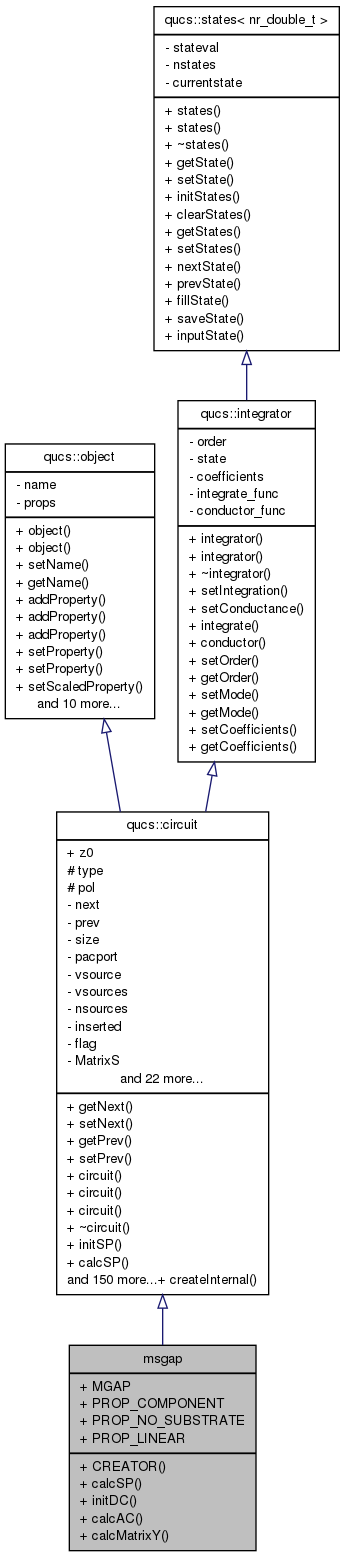 qucs::states< nr_double_t >
- stateval
- nstates
- currentstate
+ states()
+ states()
+ ~states()
+ getState()
+ setState()
+ initStates()
+ clearStates()
+ getStates()
+ setStates()
+ nextState()
+ prevState()
+ fillState()
+ saveState()
+ inputState()
qucs::integrator
- order
- state
- coefficients
- integrate_func
- conductor_func
+ integrator()
+ integrator()
+ ~integrator()
+ setIntegration()
+ setConductance()
+ integrate()
+ conductor()
+ setOrder()
+ getOrder()
+ setMode()
+ getMode()
+ setCoefficients()
+ getCoefficients()
qucs::object
- name
- props
+ object()
+ object()
+ setName()
+ getName()
+ addProperty()
+ addProperty()
+ addProperty()
+ setProperty()
+ setProperty()
+ setScaledProperty()
and 10 more...
qucs::circuit
+ z0
# type
# pol
- next
- prev
- size
- pacport
- vsource
- vsources
- nsources
- inserted
- flag
- MatrixS
and 22 more...
+ getNext()
+ setNext()
+ getPrev()
+ setPrev()
+ circuit()
+ circuit()
+ circuit()
+ ~circuit()
+ initSP()
+ calcSP()
and 150 more...+ createInternal()
msgap
+ MGAP
+ PROP_COMPONENT
+ PROP_NO_SUBSTRATE
+ PROP_LINEAR
+ CREATOR()
+ calcSP()
+ initDC()
+ calcAC()
+ calcMatrixY()